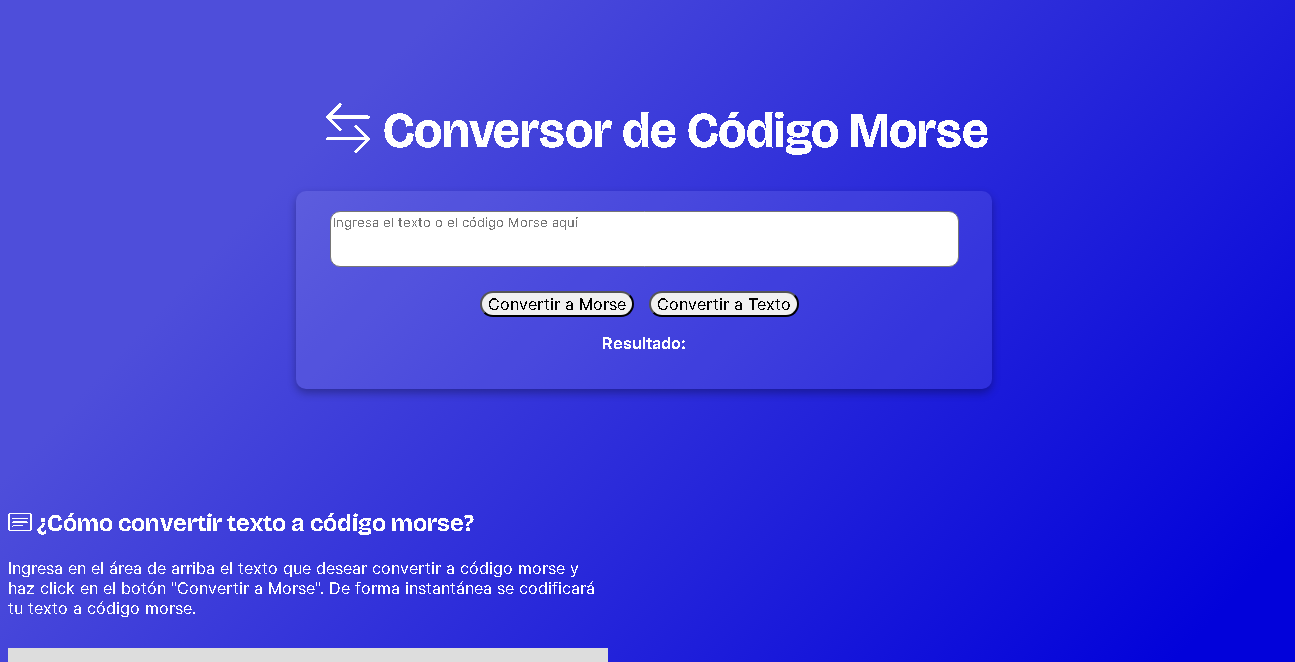 Conversor de Código Morse
Ingresa el texto o el código Morse aquí
Convertir a Morse Convertir a Texto
Resultado:
¿Cómo convertir texto a código morse?
Ingresa en el área de arriba el texto que desear convertir a código morse y
haz click en el botón "Convertir a Morse". De forma instantánea se codificará
tu texto a código morse.